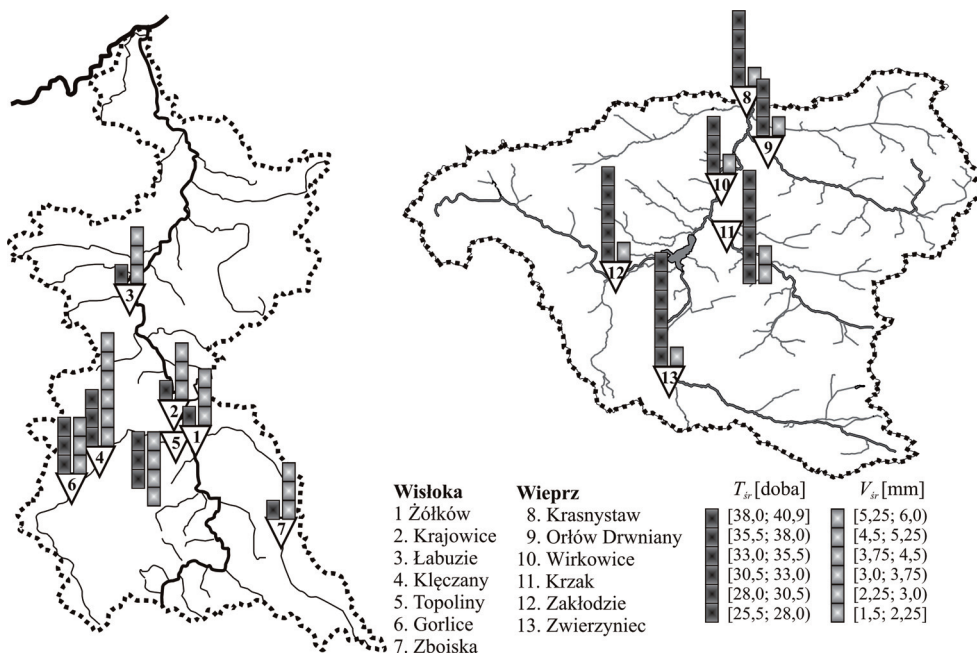 8
9
10
11
12
3
13
2
1
5
4
6
7
Wisłoka
1 Żółków
2. Krajowice
3. Łabuzie
4. Klęczany
5. Topoliny
6. Gorlice
7. Zboiska
Wieprz
8. Krasnystaw
9. Orłów Drwniany
10. Wirkowice
11. Krzak
12. Zakłodzie
13. Zwierzyniec
Tśr [doba]
[38,0; 40,9]
[35,5; 38,0)
[33,0; 35,5)
[30,5; 33,0)
[28,0; 30,5)
[25,5; 28,0)
Vśr [mm]
[5,25; 6,0)
[4,5; 5,25)
[3,75; 4,5)
[3,0; 3,75)
[2,25; 3,0)
[1,5; 2,25]